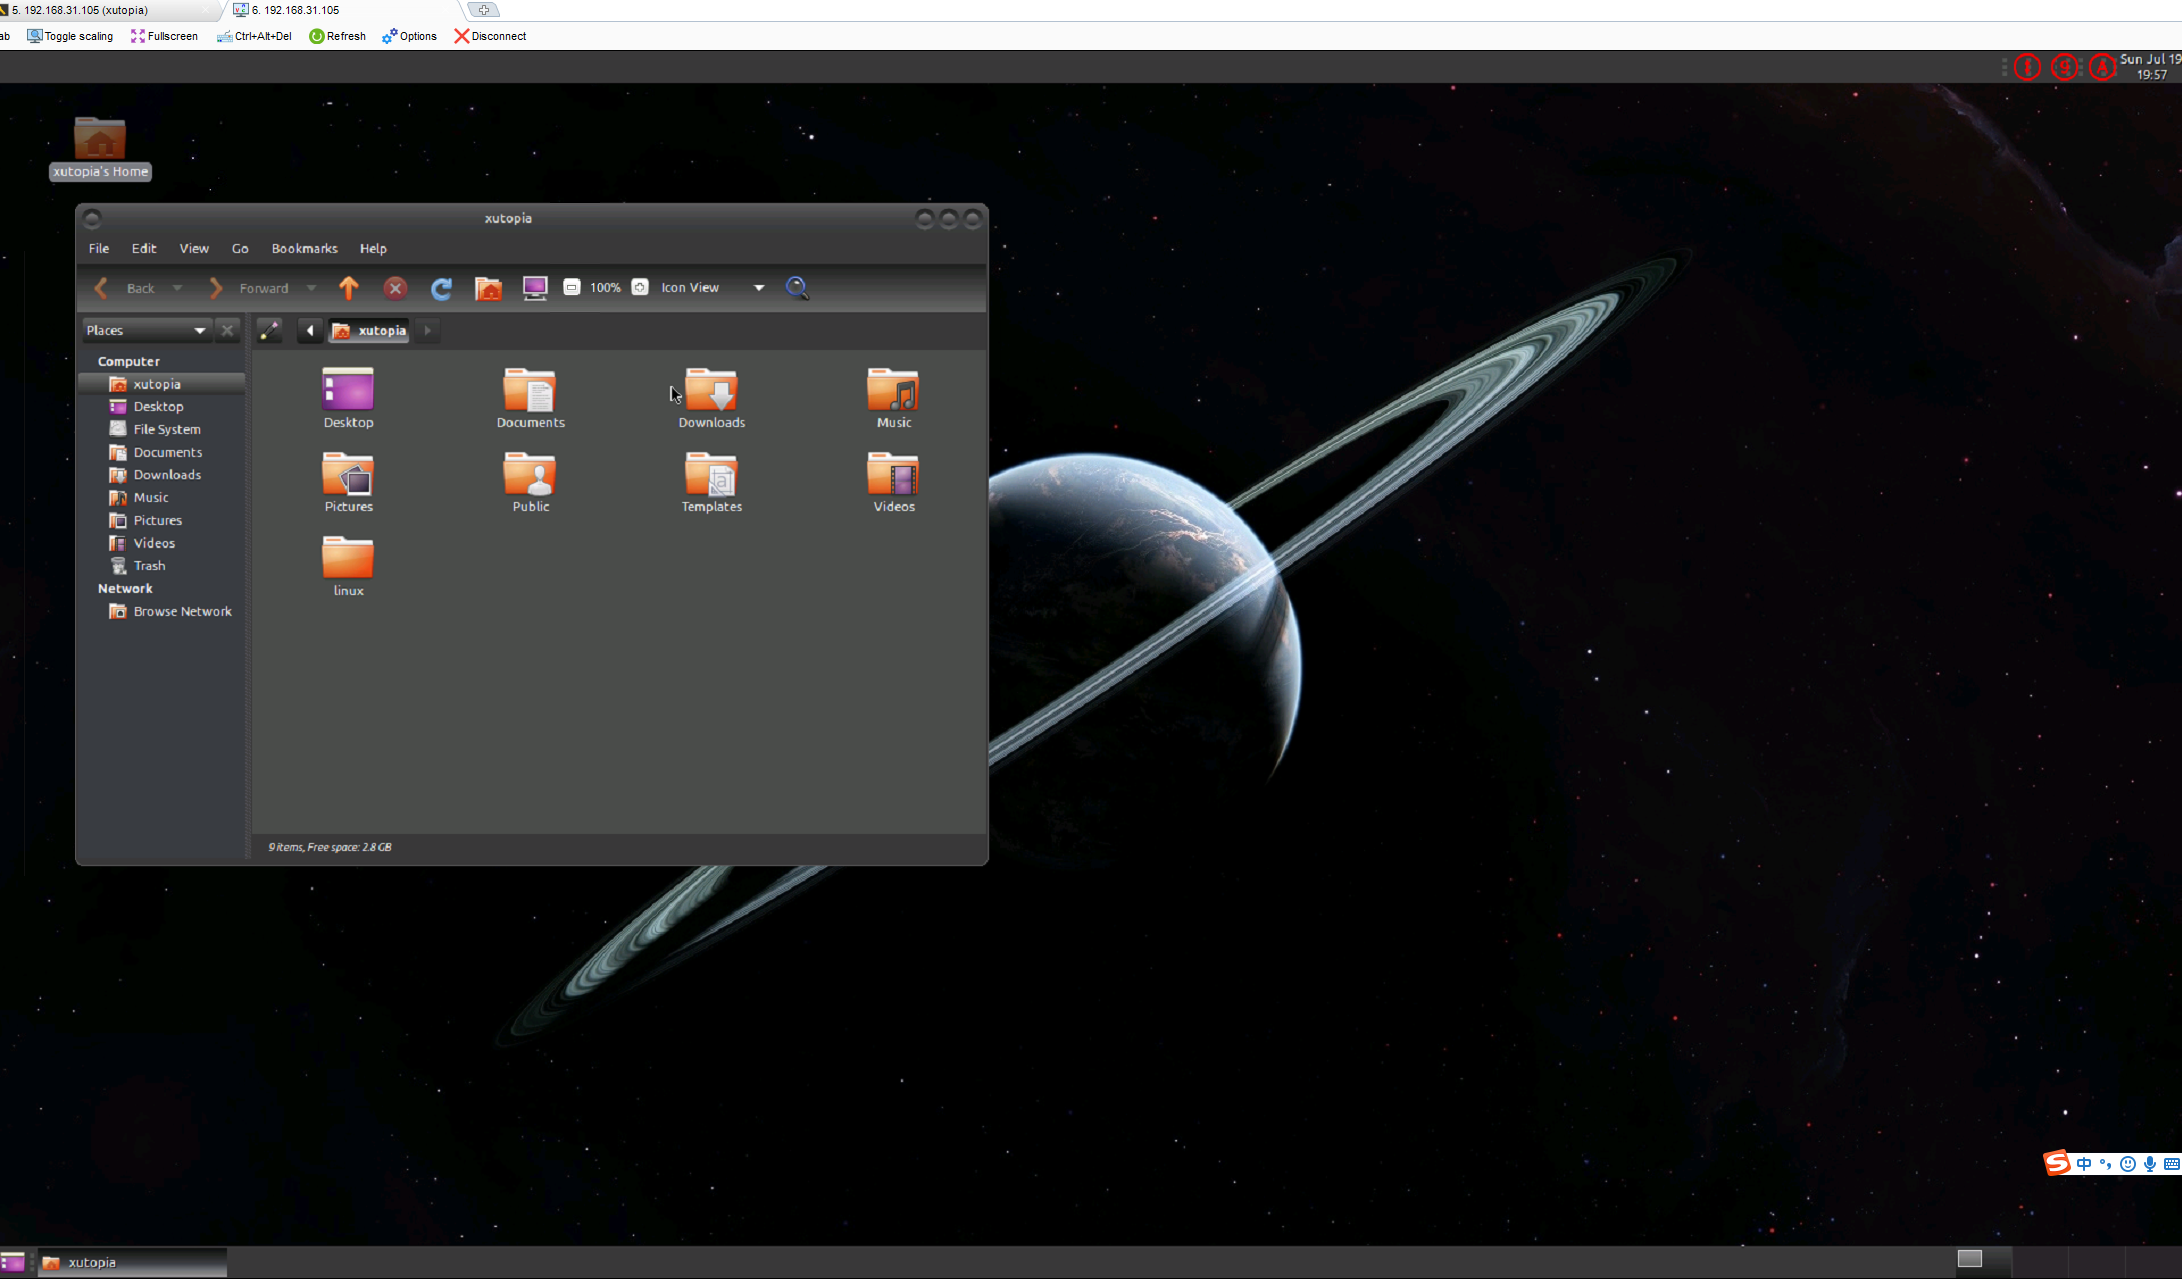 5. 192.168.31.105 (xutopia)
6. 192.168.31.105
ab
Toggle scaling
Fullscreen
Ctrl+Alt+Del
Refresh
Options
Disconnect
Sun Jul 19
19:57
xutopia's Home
xutopia
File
Edit
View
Go
Bookmarks
Help
Back
Forward
100%
Icon View
Places
xutopia
Computer
xutopia
Desktop
File System
Documents
Downloads
Music
Pictures
Videos
Trash
Network
Browse Network
Desktop
Documents
Downloads
Music
Pictures
Public
Templates
Videos
linux
9 items, Free space: 2.8 GB
中
xutopia